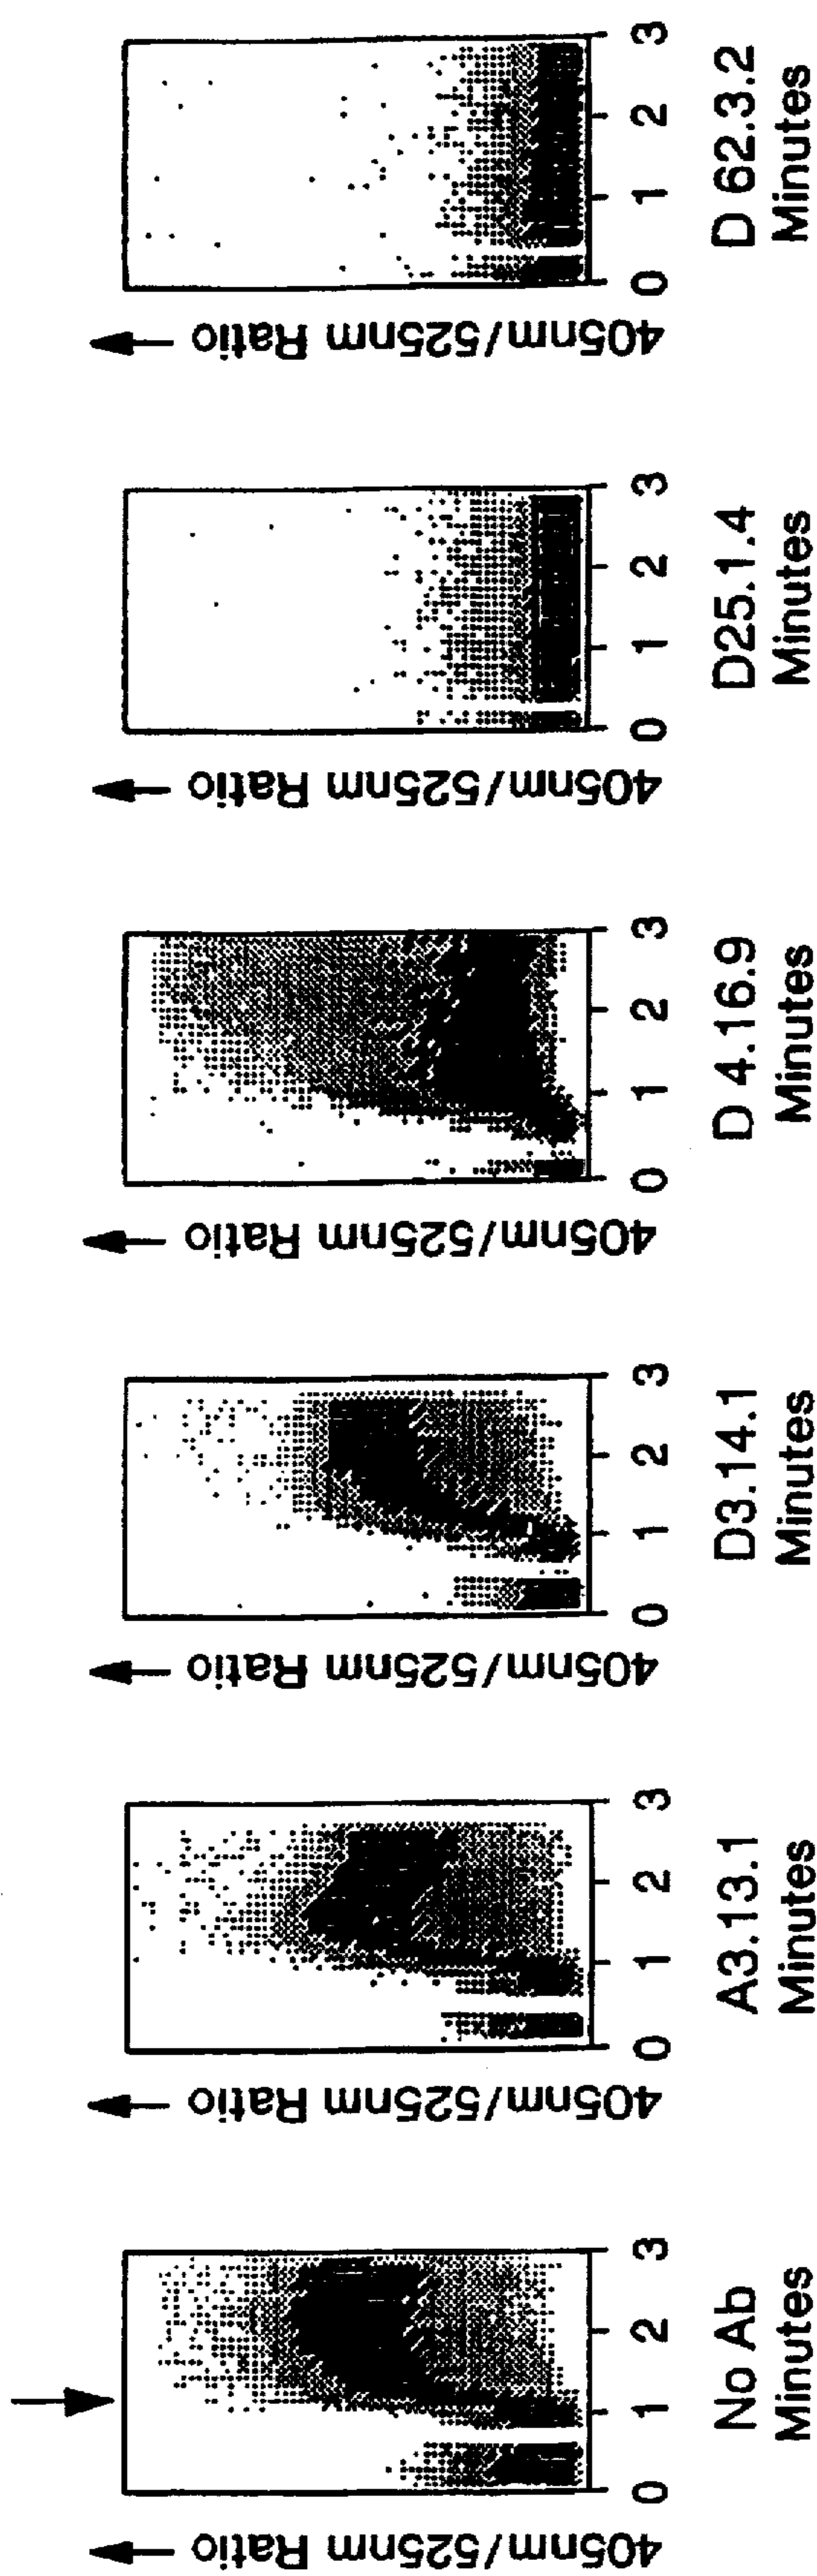 405nm/525nm Ratio
0 1 2 3
No Ab
Minutes
405nm/525nm Ratio
0 1 2 3
A3.13.1
Minutes
405nm/525nm Ratio
0 1 2 3
D3.14.1
Minutes
405nm/525nm Ratio
0 1 2 3
D 4.16.9
Minutes
405nm/525nm Ratio
0 1 2 3
D25.1.4
Minutes
405nm/525nm Ratio
0 1 2 3
D 62.3.2
Minutes